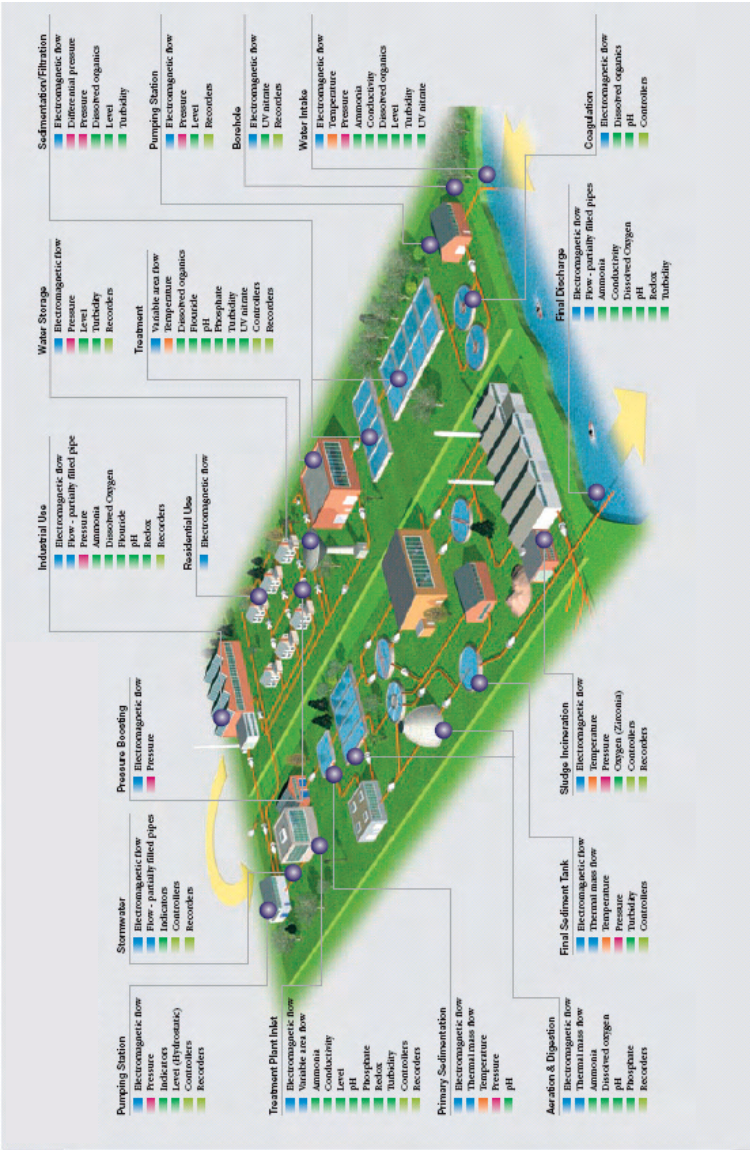 Pumping Station
Electromagnetic flow
Pressure
Indicators
Level (Hydrostatic)
Controllers
Recorders
Stormwater
Electromagnetic flow
Flow - partially filled pipes
Indicators
Controllers
Recorders
Pressure Boosting
Electromagnetic flow
Pressure
Industrial Use
Electromagnetic flow
Flow - partially filled pipe
Pressure
Ammonia
Dissolved Oxygen
Flouride
pH
Redox
Recorders
Water Storage
Electromagnetic flow
Pressure
Level
Turbidity
Recorders
Sedimentation/Filtration
Electromagnetic flow
Differential pressure
Pressure
Dissolved organics
Level
Turbidity
Residential Use
Electromagnetic flow
Treatment
Variable area flow
Temperature
Dissolved organics
Flouride
pH
Phosphate
Turbidity
UV nitrate
Controllers
Recorders
Pumping Station
Electromagnetic flow
Pressure
Level
Recorders
Borehole
Electromagnetic flow
UV nitrate
Recorders
Water Intake
Electromagnetic flow
Temperature
Pressure
Ammonia
Conductivity
Dissolved organics
Level
Turbidity
UV nitrate
Treatment Plant Inlet
Electromagnetic flow
Variable area flow
Ammonia
Conductivity
Level
pH
Phosphate
Redox
Turbidity
Controllers
Recorders
Primary Sedimentation
Electromagnetic flow
Thermal mass flow
Temperature
Pressure
pH
Aeration & Digestion
Electromagnetic flow
Thermal mass flow
Ammonia
Dissolved oxygen
pH
Phosphate
Recorders
Final Sediment Tank
Electromagnetic flow
Thermal mass flow
Temperature
Pressure
Turbidity
Controllers
Sludge Incineration
Electromagnetic flow
Temperature
Pressure
Oxygen (Zirconia)
Controllers
Recorders
Final Discharge
Electromagnetic flow
Flow - partially filled pipes
Ammonia
Conductivity
Dissolved Oxygen
pH
Redox
Turbidity
Coagulation
Electromagnetic flow
Dissolved organics
pH
Controllers